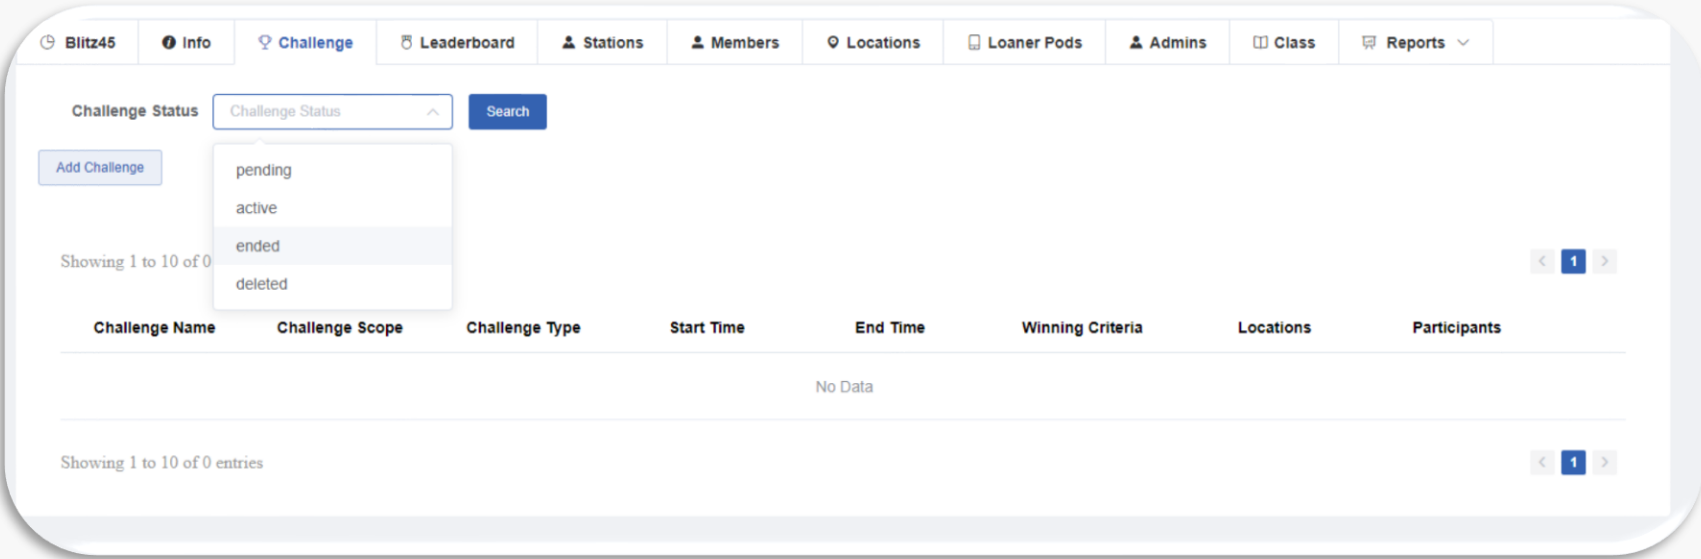 Blitz45 Info Challenge Leaderboard Stations Members Locations Loaner Pods Admins Class Reports
Challenge Status Challenge Status Search
Add Challenge
pending
active
ended
deleted
Showing 1 to 10 of 0
1
Challenge Name Challenge Scope Challenge Type Start Time End Time Winning Criteria Locations Participants
No Data
Showing 1 to 10 of 0 entries
1